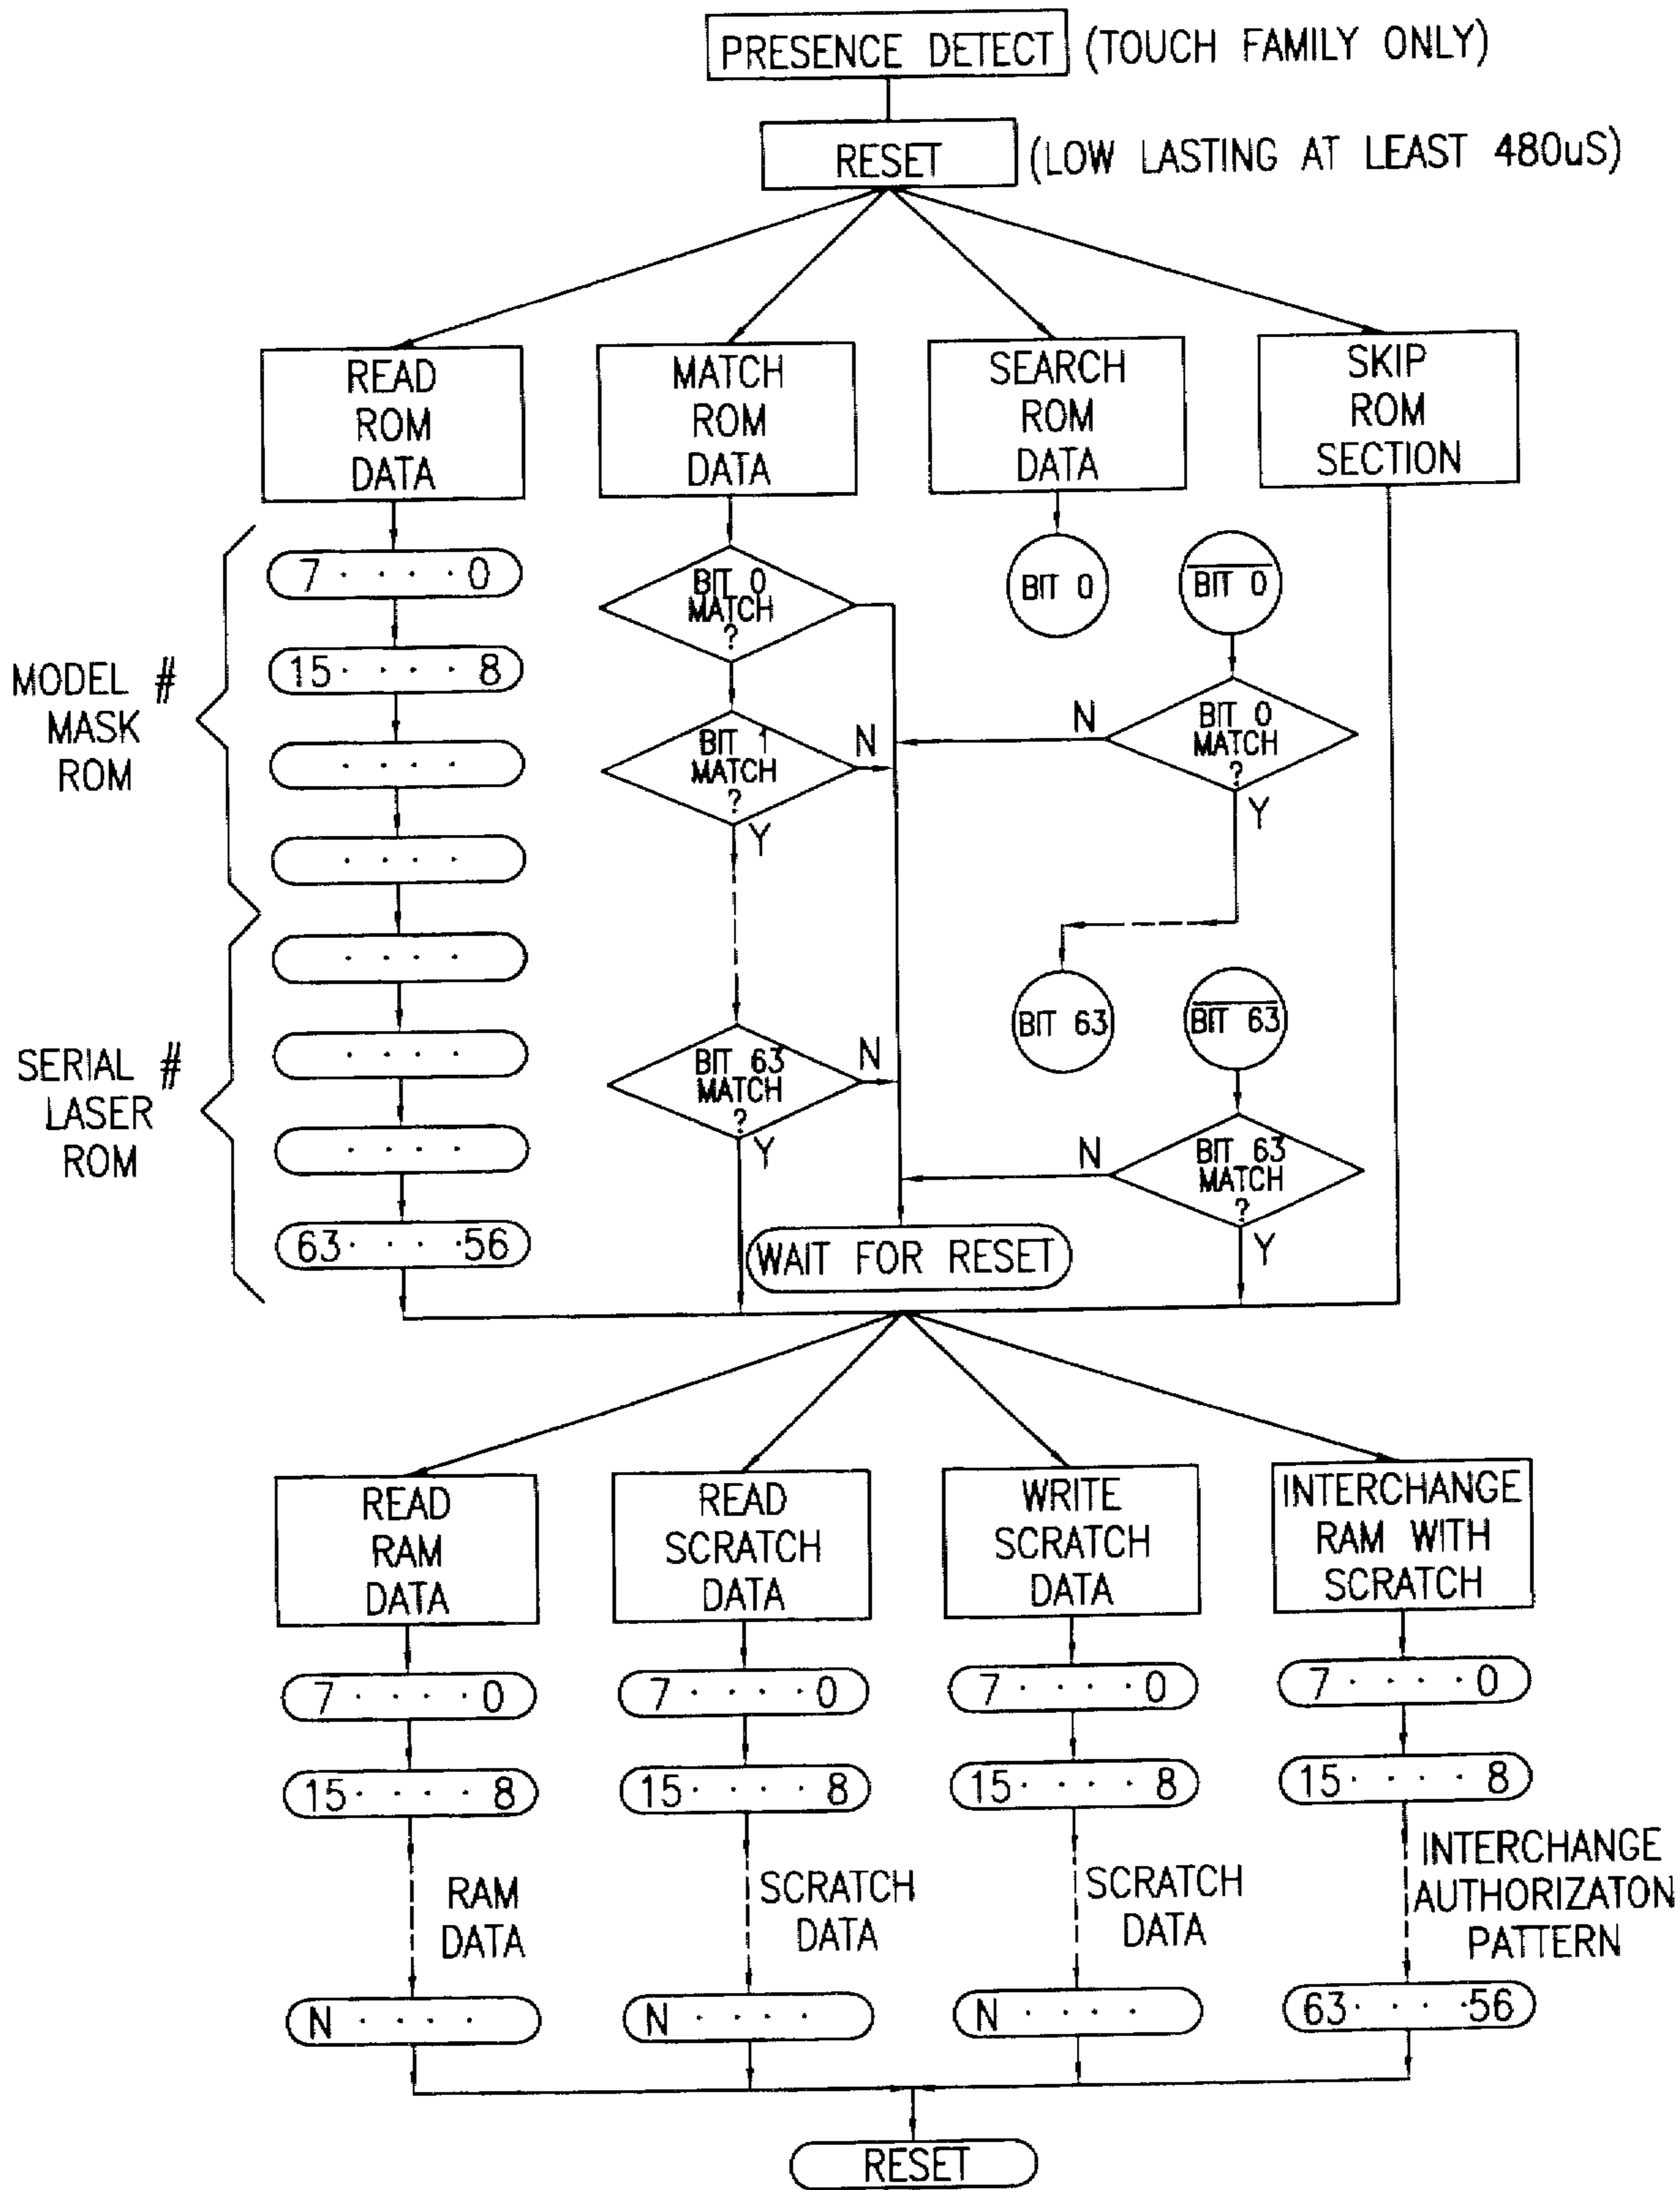 PRESENCE DETECT (TOUCH FAMILY ONLY)
RESET (LOW LASTING AT LEAST 480uS)
READ
ROM
DATA
MATCH
ROM
DATA
SEARCH
ROM
DATA
SKIP
ROM
SECTION
MODEL #
MASK
ROM
SERIAL #
LASER
ROM
7 · · · · 0
15 · · · · 8
· · · ·
· · · ·
· · · ·
· · · ·
· · · ·
63 · · · · 56
BIT 0
MATCH
?
BIT 1
MATCH
?
N
Y
BIT 63
MATCH
?
N
Y
BIT 0
BIT 0
BIT 0
MATCH
?
N
Y
BIT 63
BIT 63
BIT 63
MATCH
?
N
Y
WAIT FOR RESET
READ
RAM
DATA
7 · · · · 0
15 · · · · 8
RAM
DATA
N · · · ·
READ
SCRATCH
DATA
7 · · · · 0
15 · · · · 8
SCRATCH
DATA
N · · · ·
WRITE
SCRATCH
DATA
7 · · · · 0
15 · · · · 8
SCRATCH
DATA
N · · · ·
INTERCHANGE
RAM WITH
SCRATCH
7 · · · · 0
15 · · · · 8
INTERCHANGE
AUTHORIZATON
PATTERN
63 · · · · 56
RESET